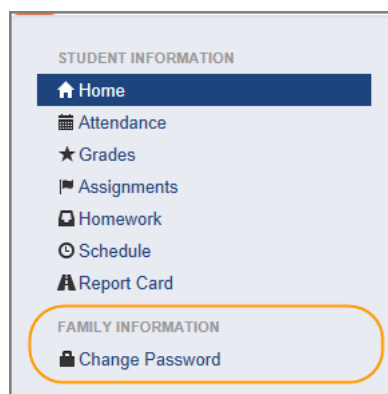 STUDENT INFORMATION
Home
Attendance
Grades
Assignments
Homework
Schedule
Report Card
FAMILY INFORMATION
Change Password